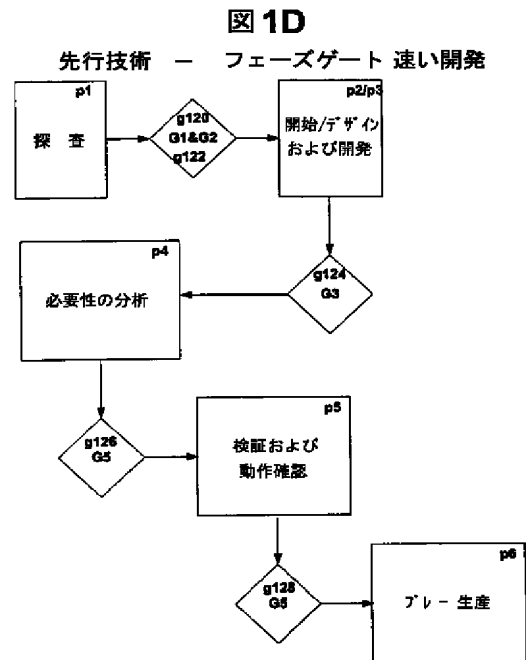 図1D
先行技術 － フェーズゲート 速い開発
p1
探 査
g120
G1&G2
g122
p2/p3
開始/デザイン
および開発
g124
G3
p4
必要性の分析
g126
G5
p5
検証および
動作確認
g128
G5
p6
プレー 生産